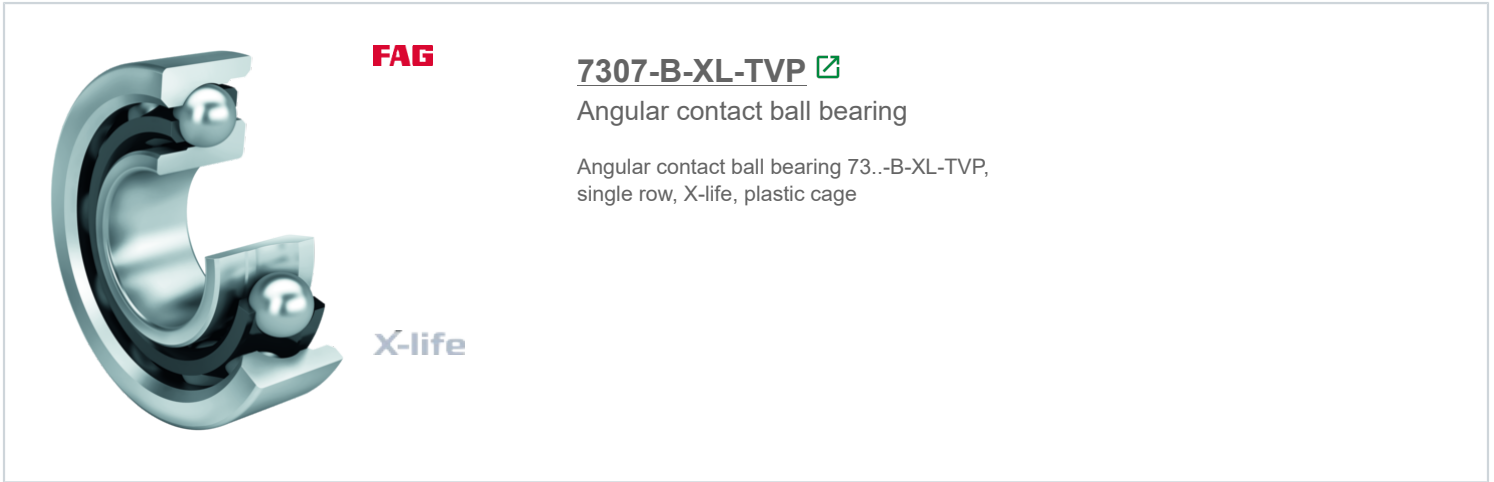 FAG
7307-B-XL-TVP
Angular contact ball bearing
Angular contact ball bearing 73..-B-XL-TVP,
single row, X-life, plastic cage
X-life